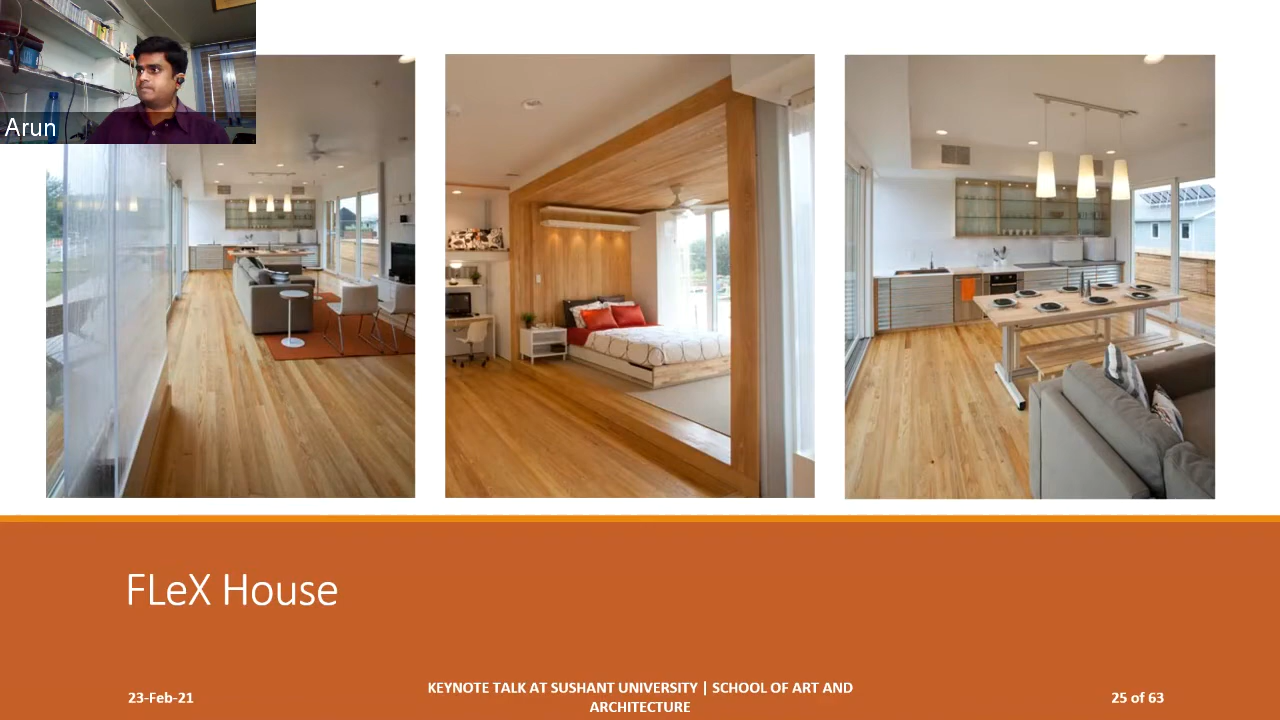 Arun
FLeX House
23-Feb-21
KEYNOTE TALK AT SUSHANT UNIVERSITY | SCHOOL OF ART AND
ARCHITECTURE
25 of 63